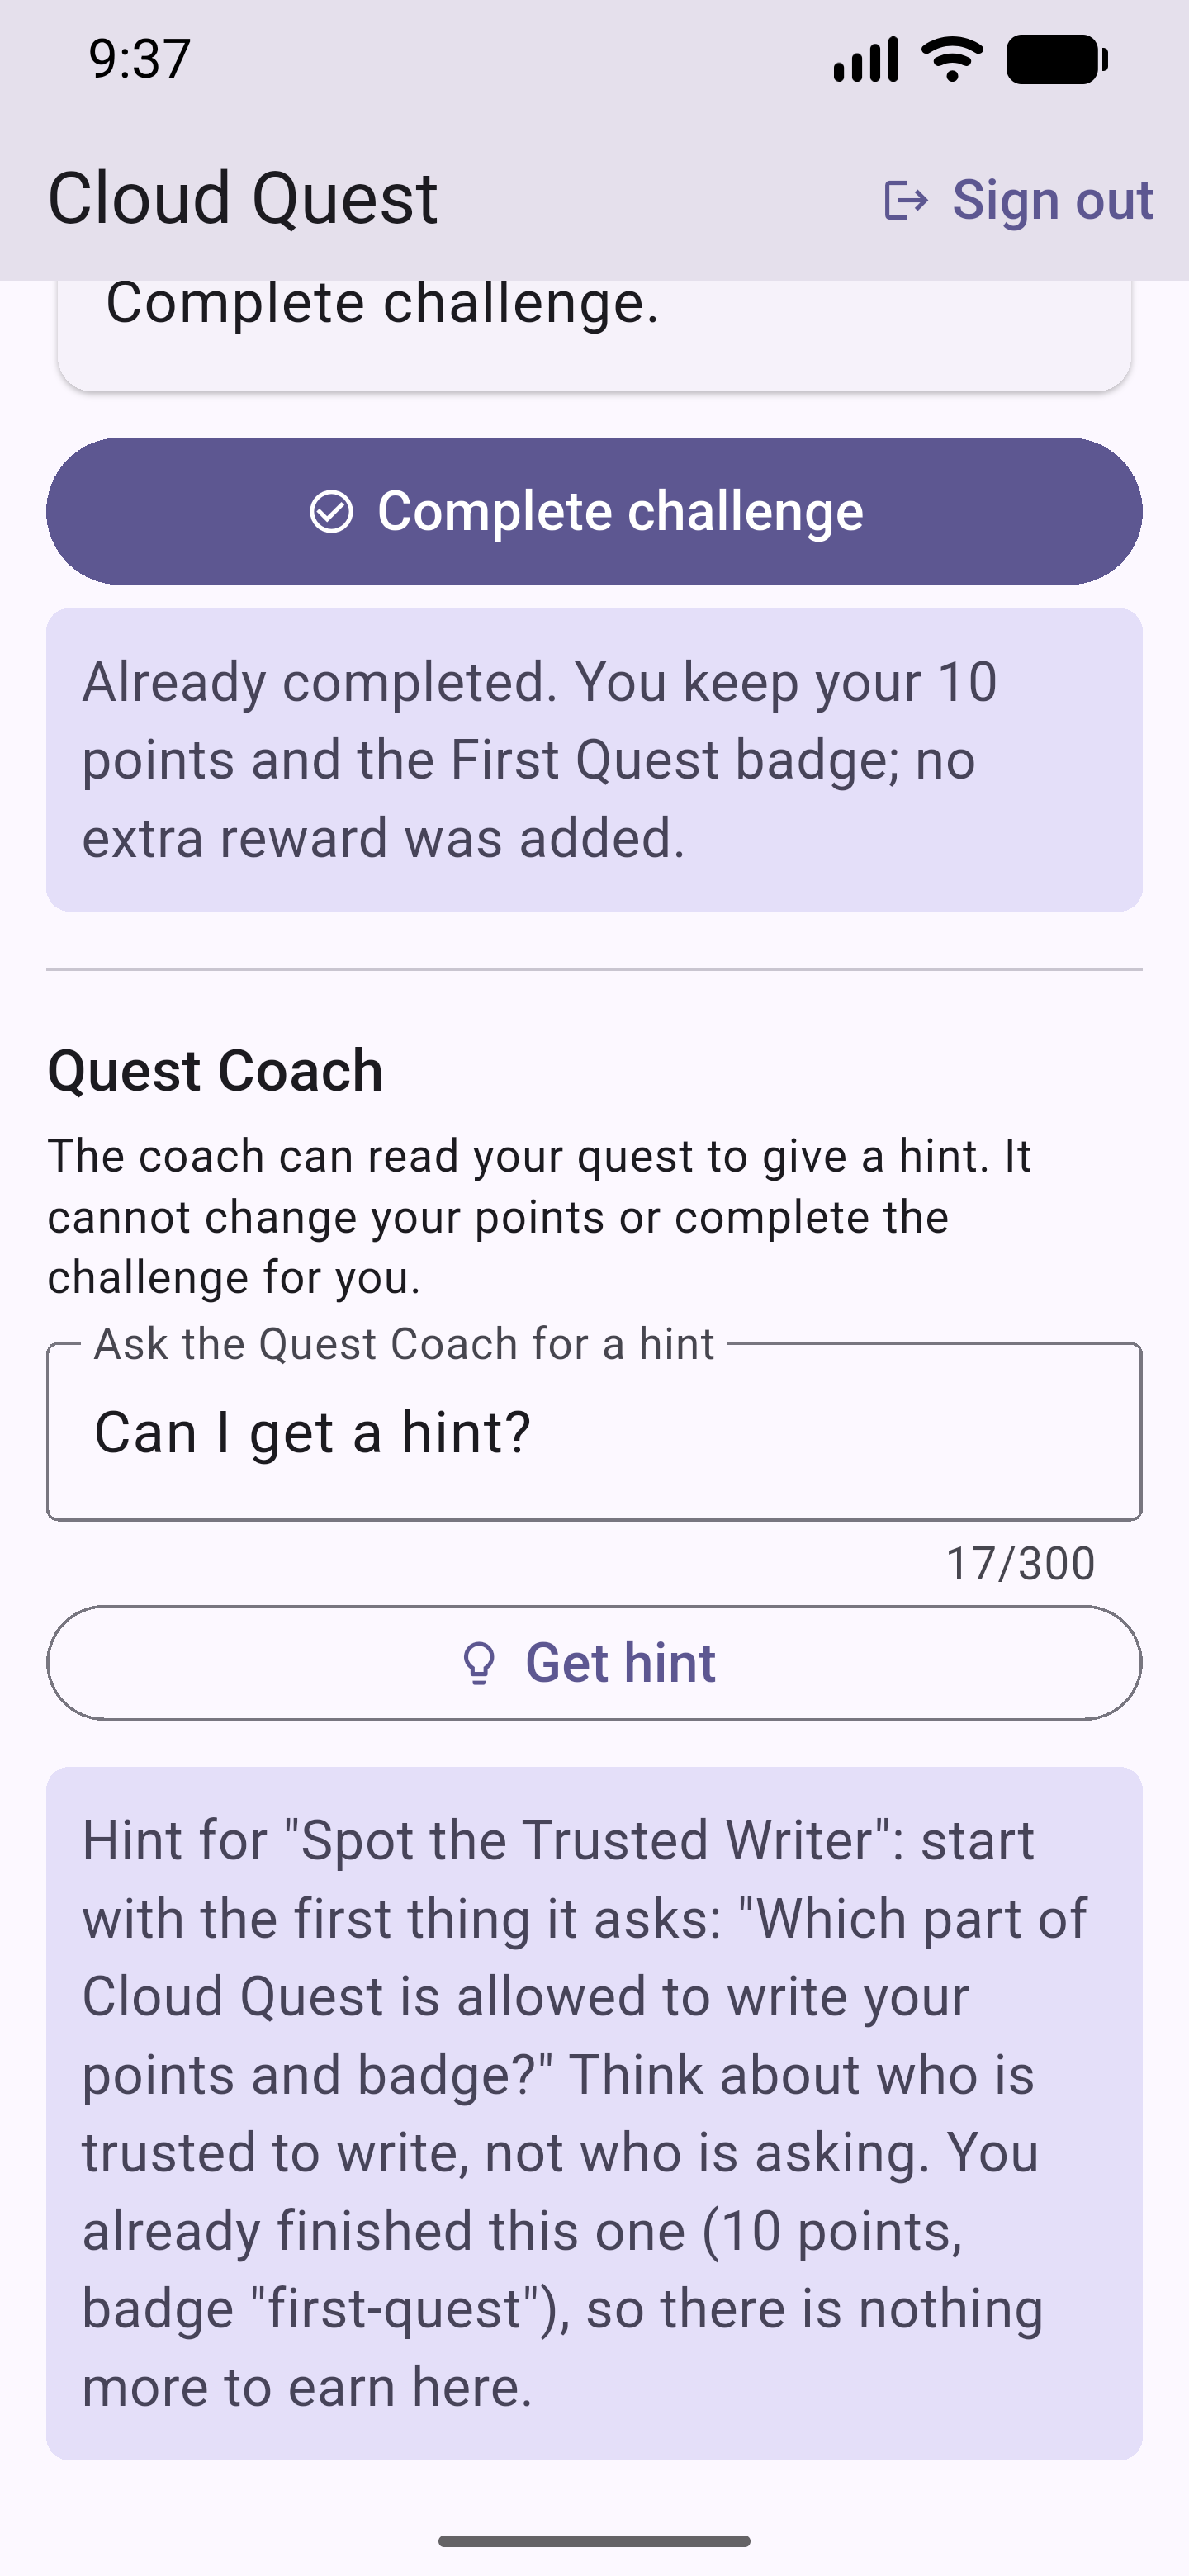 9:37
Cloud Quest
Sign out
Complete challenge.
Complete challenge
Already completed. You keep your 10
points and the First Quest badge; no
extra reward was added.
Quest Coach
The coach can read your quest to give a hint. It
cannot change your points or complete the
challenge for you.
Ask the Quest Coach for a hint
Can I get a hint?
17/300
Get hint
Hint for "Spot the Trusted Writer": start
with the first thing it asks: "Which part of
Cloud Quest is allowed to write your
points and badge?" Think about who is
trusted to write, not who is asking. You
already finished this one (10 points,
badge "first-quest"), so there is nothing
more to earn here.